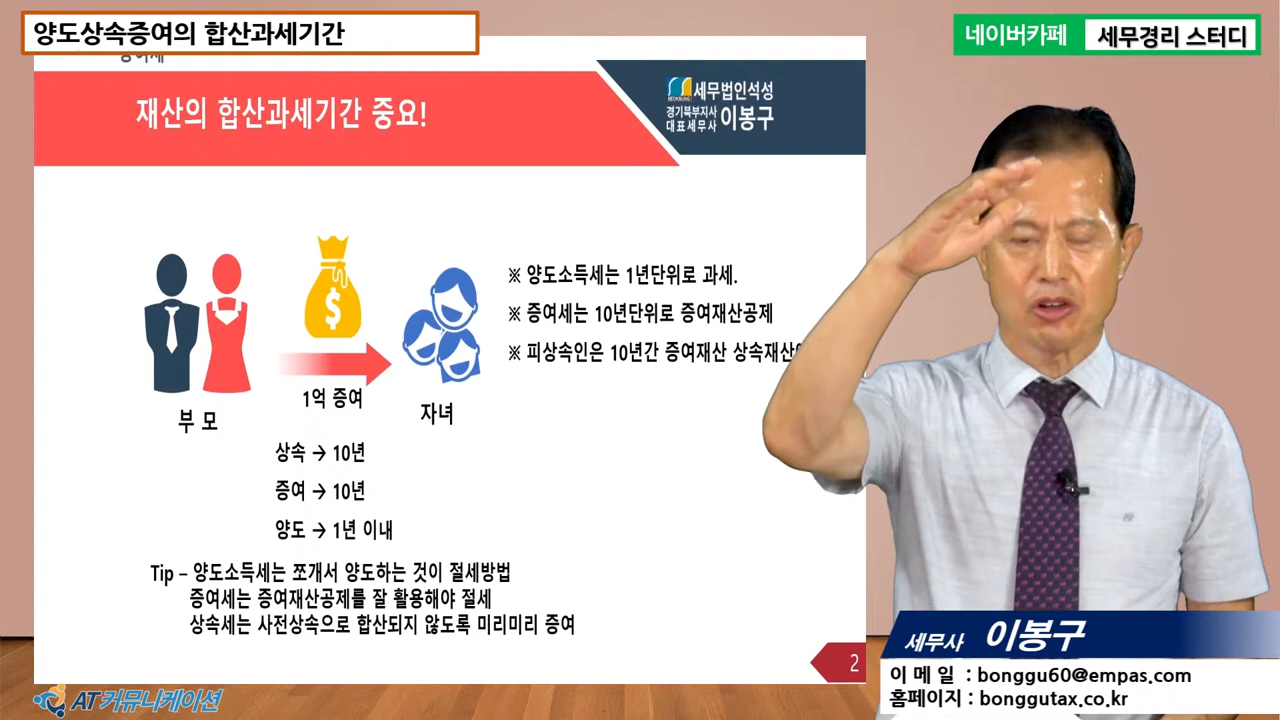 양도상속증여의 합산과세기간
네이버카페 세무경리 스터디
재산의 합산과세기간 중요!
세무법인석성
SEOKSUNG
경기북부지사
대표세무사 이봉구
※ 양도소득세는 1년단위로 과세.
※ 증여세는 10년단위로 증여재산공제
※ 피상속인은 10년간 증여재산 상속재산
$
1억 증여
부 모
자녀
상속 → 10년
증여 → 10년
양도 → 1년 이내
Tip – 양도소득세는 쪼개서 양도하는 것이 절세방법
증여세는 증여재산공제를 잘 활용해야 절세
상속세는 사전상속으로 합산되지 않도록 미리미리 증여
2
세무사 이봉구
이 메 일 : bonggu60@empas.com
홈페이지 : bonggutax.co.kr
AT커뮤니케이션